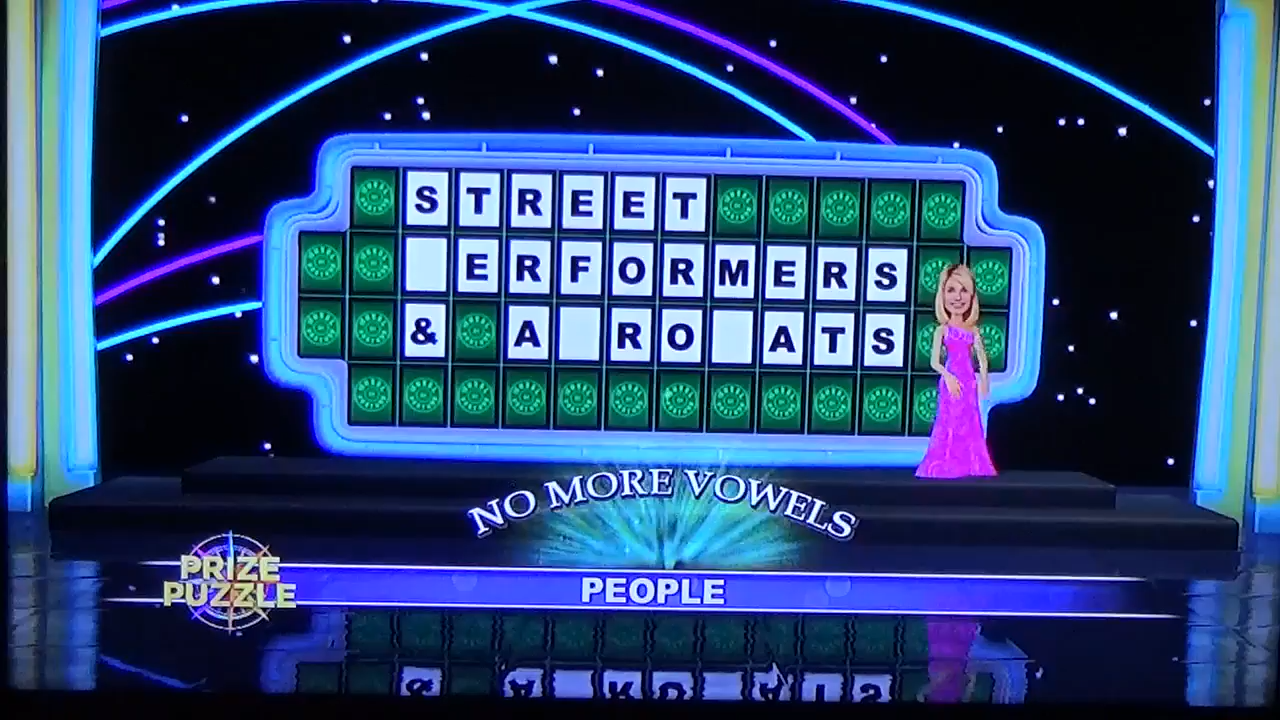 STREET
ERFORMERS
& A RO ATS
NO MORE VOWELS
PRIZE
PUZZLE
PEOPLE